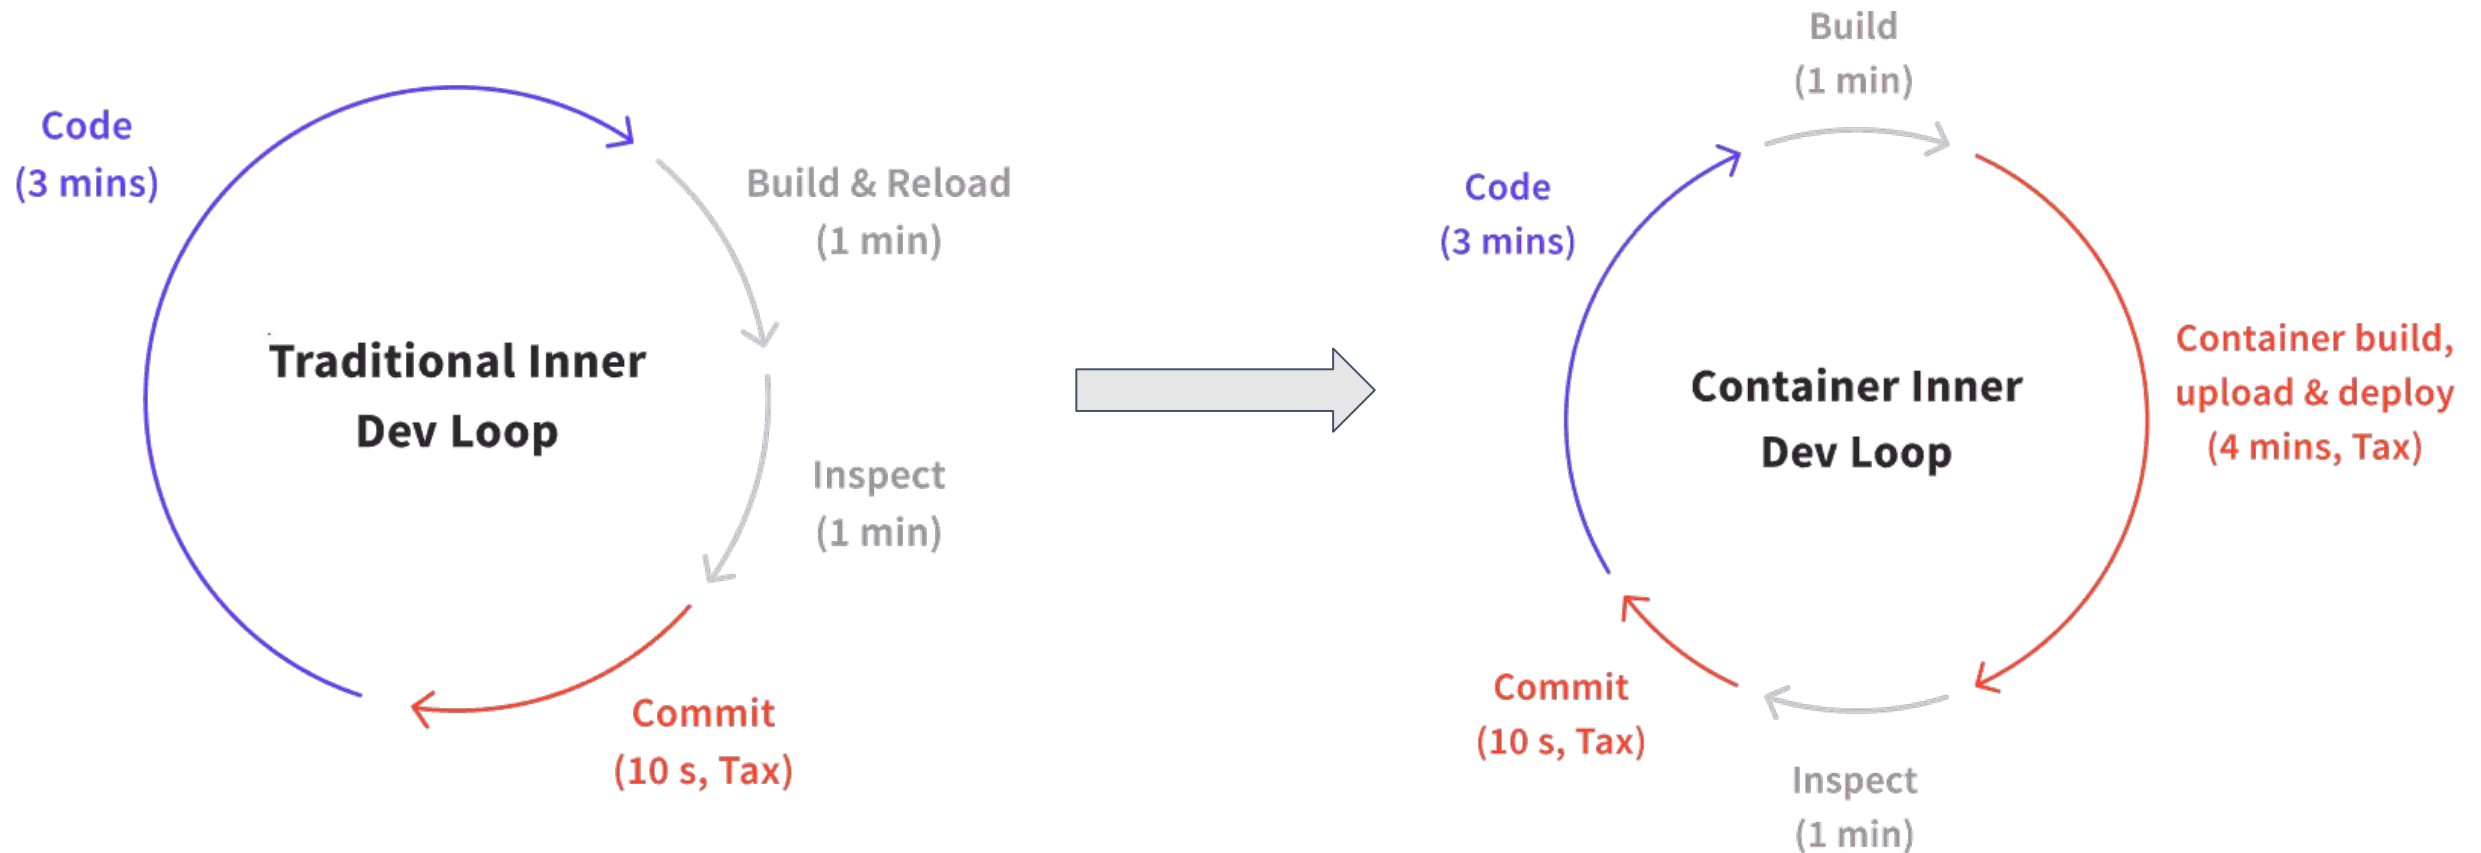 Code
(3 mins)
Build & Reload
(1 min)
Traditional Inner
Dev Loop
Inspect
(1 min)
Commit
(10 s, Tax)
Build
(1 min)
Code
(3 mins)
Container build,
upload & deploy
(4 mins, Tax)
Container Inner
Dev Loop
Commit
(10 s, Tax)
Inspect
(1 min)